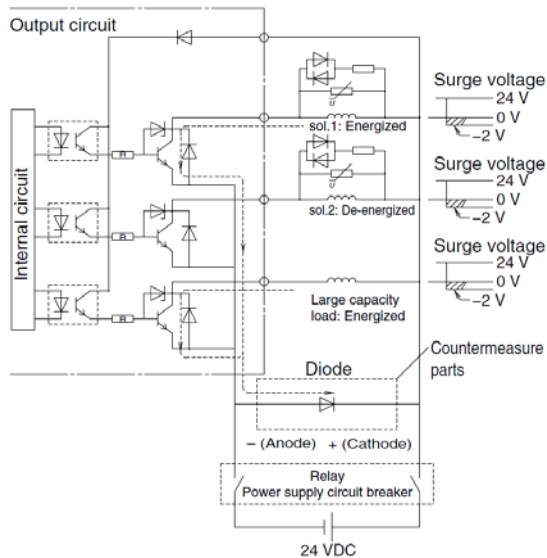 Output circuit
Internal circuit
R
R
R
sol.1: Energized
sol.2: De-energized
Large capacity
load: Energized
Surge voltage
24 V
0 V
−2 V
Surge voltage
24 V
0 V
−2 V
Surge voltage
24 V
0 V
−2 V
Countermeasure
parts
Diode
− (Anode) + (Cathode)
Relay
Power supply circuit breaker
24 VDC